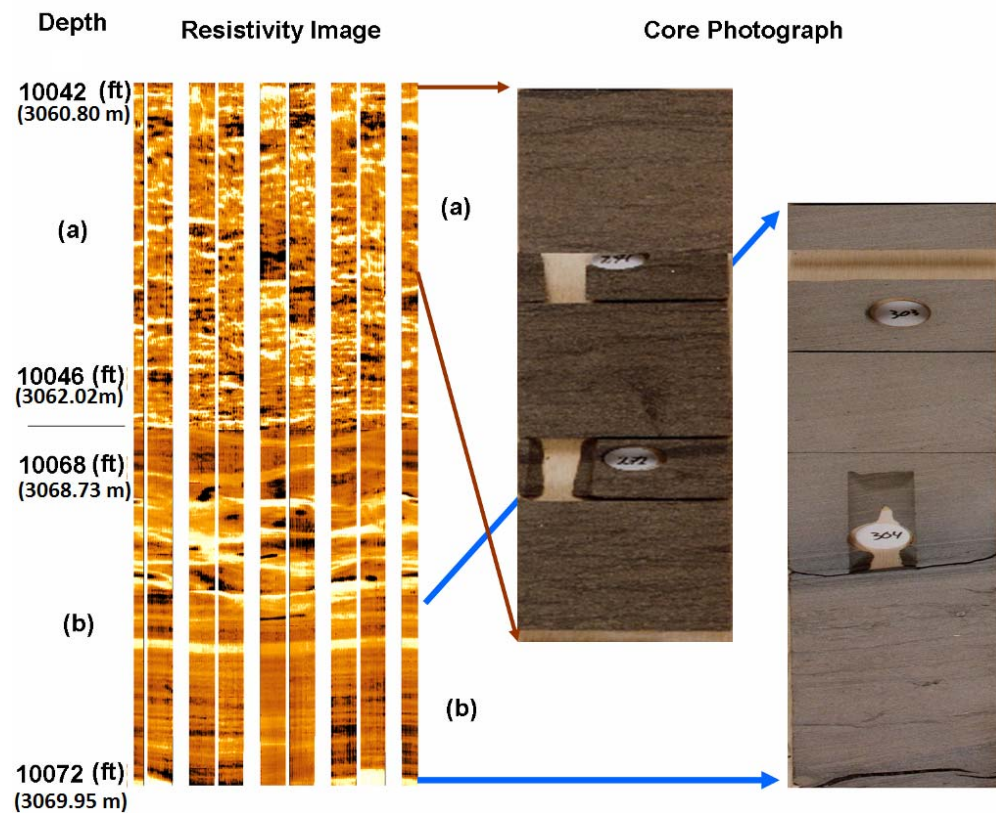 Depth
Resistivity Image
Core Photograph
10042 (ft)
(3060.80 m)
(a)
(a)
10046 (ft)
(3062.02m)
10068 (ft)
(3068.73 m)
(b)
(b)
10072 (ft)
(3069.95 m)
303
304